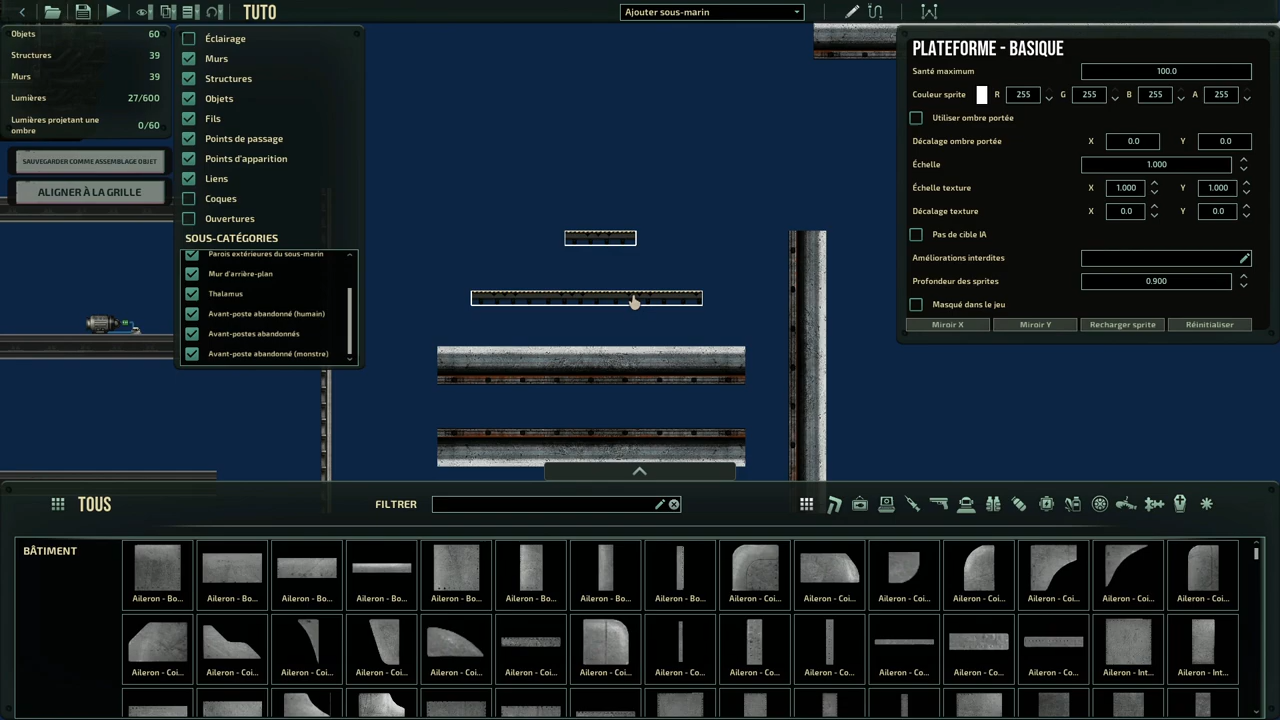 TUTO
Ajouter sous-marin
Objets 60
Structures 39
Murs 39
Lumières 27/600
Lumières projetant une
ombre 0/60
SAUVEGARDER COMME ASSEMBLAGE OBJET
ALIGNER À LA GRILLE
Éclairage
Murs
Structures
Objets
Fils
Points de passage
Points d'apparition
Liens
Coques
Ouvertures
SOUS-CATÉGORIES
Parois extérieures du sous-marin
Mur d'arrière-plan
Thalamus
Avant-poste abandonné (humain)
Avant-postes abandonnés
Avant-poste abandonné (monstre)
PLATEFORME - BASIQUE
Santé maximum 100.0
Couleur sprite R 255 G 255 B 255 A 255
Utiliser ombre portée
Décalage ombre portée X 0.0 Y 0.0
Échelle 1.000
Échelle texture X 1.000 Y 1.000
Décalage texture X 0.0 Y 0.0
Pas de cible IA
Améliorations interdites
Profondeur des sprites 0.900
Masqué dans le jeu
Miroir X Miroir Y Recharger sprite Réinitialiser
TOUS
FILTRER
BÂTIMENT
Aileron - Bo... Aileron - Bo... Aileron - Bo... Aileron - Bo... Aileron - Bo... Aileron - Bo... Aileron - Bo... Aileron - Bo... Aileron - Coi... Aileron - Coi... Aileron - Coi... Aileron - Coi... Aileron - Coi... Aileron - Coi... Aileron - Coi...
Aileron - Coi... Aileron - Coi... Aileron - Coi... Aileron - Coi... Aileron - Coi... Aileron - Coi... Aileron - Coi... Aileron - Co... Aileron - Co... Aileron - Co... Aileron - Co... Aileron - Co... Aileron - Co... Aileron - Int... Aileron - Int...